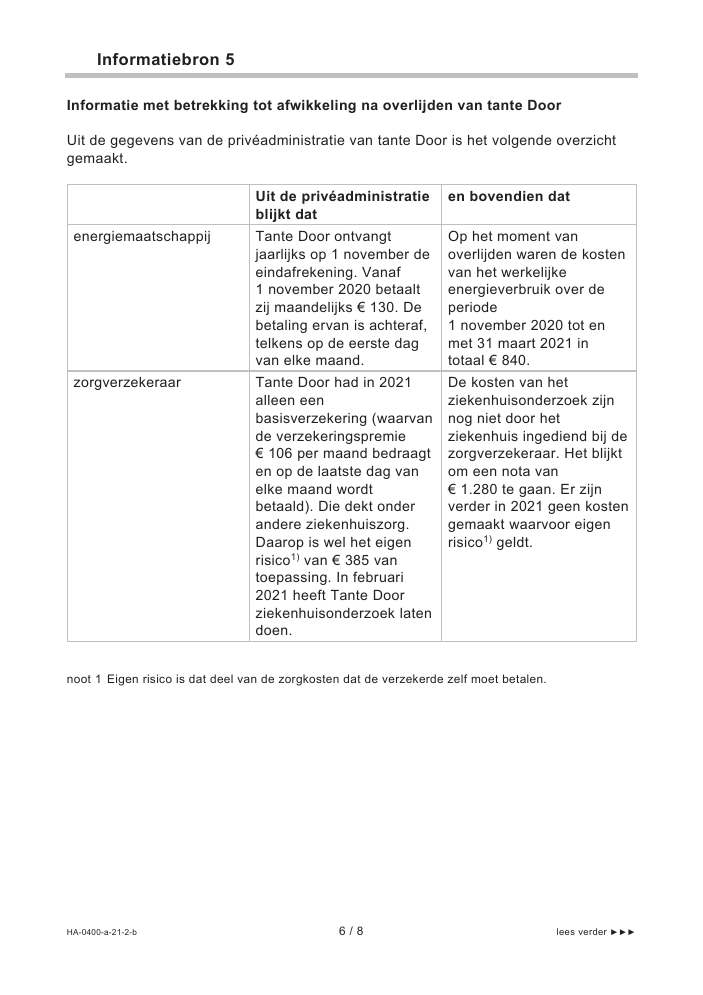 Informatiebron 5
Informatie met betrekking tot afwikkeling na overlijden van tante Door
Uit de gegevens van de privéadministratie van tante Door is het volgende overzicht
gemaakt.
Uit de privéadministratie
blijkt dat
en bovendien dat
energiemaatschappij
Tante Door ontvangt
jaarlijks op 1 november de
eindafrekening. Vanaf
1 november 2020 betaalt
zij maandelijks € 130. De
betaling ervan is achteraf,
telkens op de eerste dag
van elke maand.
Op het moment van
overlijden waren de kosten
van het werkelijke
energieverbruik over de
periode
1 november 2020 tot en
met 31 maart 2021 in
totaal € 840.
zorgverzekeraar
Tante Door had in 2021
alleen een
basisverzekering (waarvan
de verzekeringspremie
€ 106 per maand bedraagt
en op de laatste dag van
elke maand wordt
betaald). Die dekt onder
andere ziekenhuiszorg.
Daarop is wel het eigen
risico1) van € 385 van
toepassing. In februari
2021 heeft Tante Door
ziekenhuisonderzoek laten
doen.
De kosten van het
ziekenhuisonderzoek zijn
nog niet door het
ziekenhuis ingediend bij de
zorgverzekeraar. Het blijkt
om een nota van
€ 1.280 te gaan. Er zijn
verder in 2021 geen kosten
gemaakt waarvoor eigen
risico1) geldt.
noot 1 Eigen risico is dat deel van de zorgkosten dat de verzekerde zelf moet betalen.
HA-0400-a-21-2-b
6 / 8
lees verder ►►►